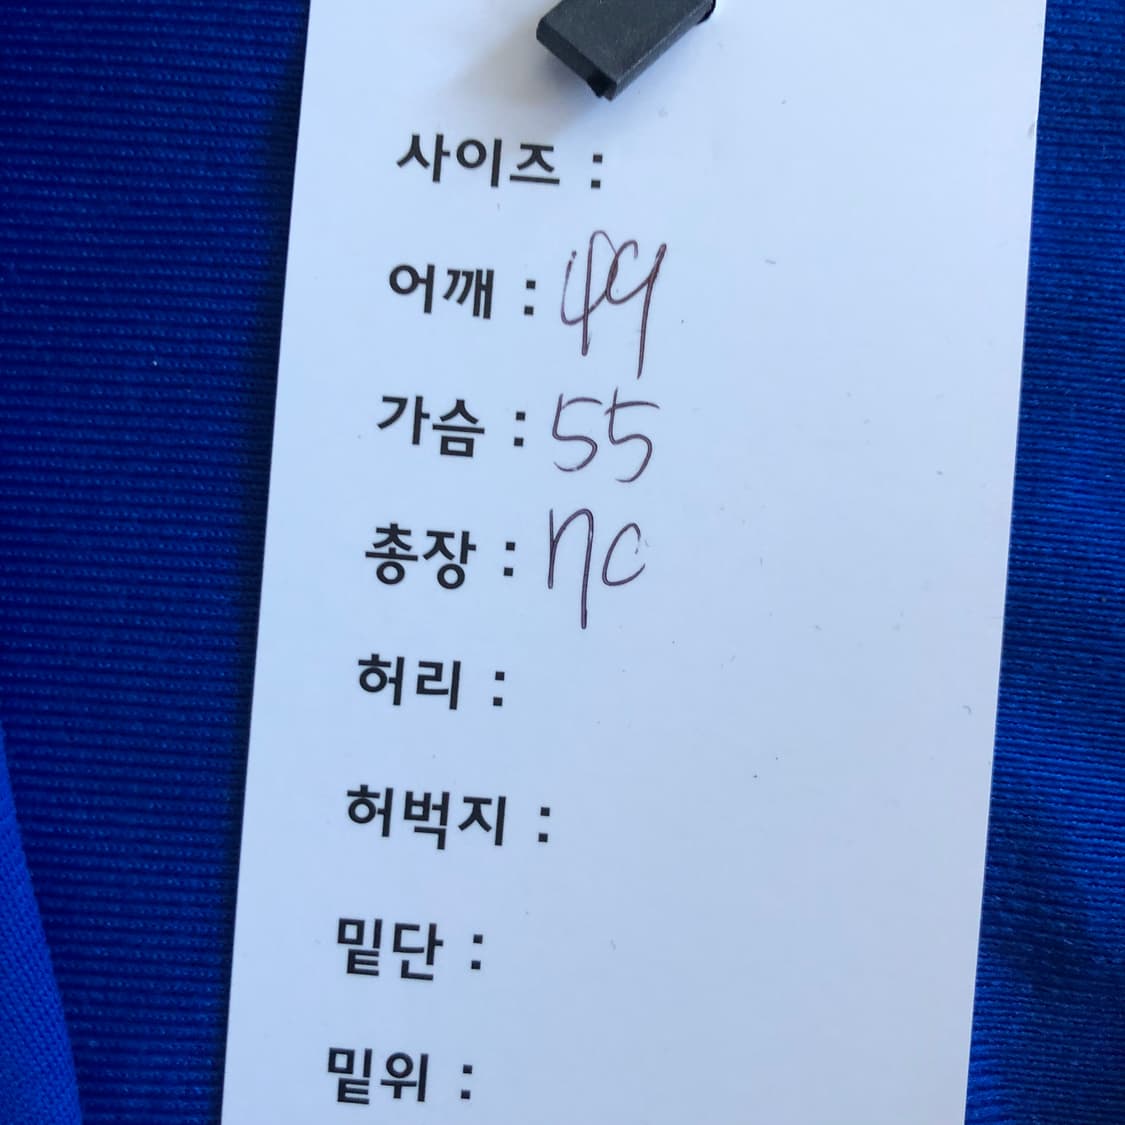 사이즈 :
어깨 : 49
가슴 : 55
총장 : 70
허리 :
허벅지 :
밑단 :
밑위 :